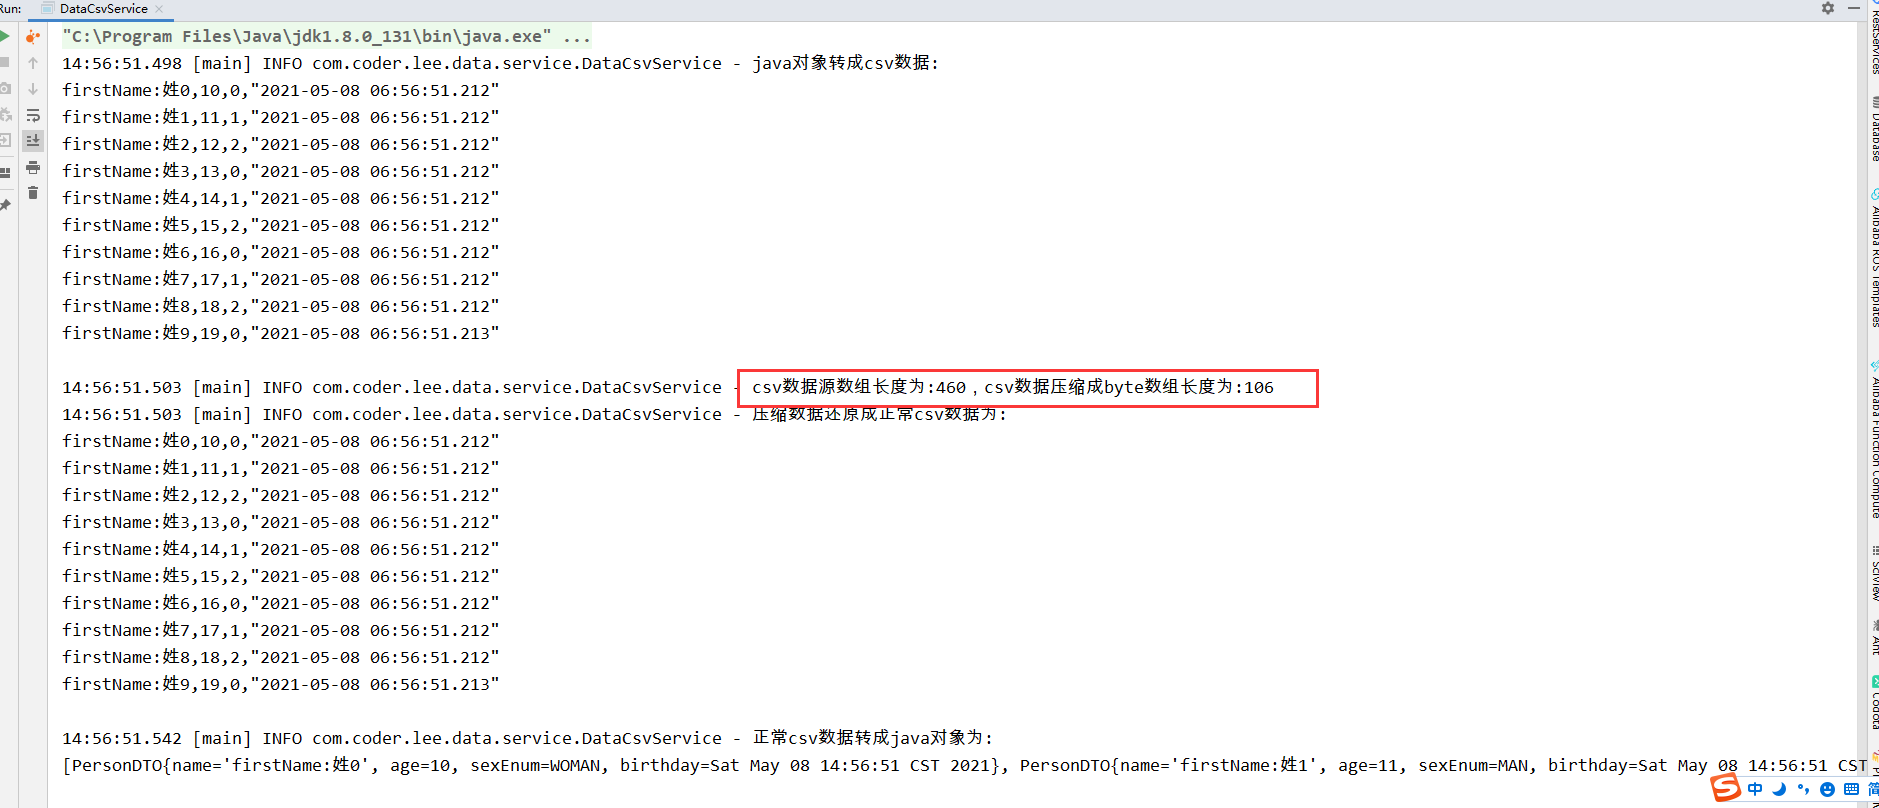 Run: DataCsvService
"C:\Program Files\Java\jdk1.8.0_131\bin\java.exe" ...
14:56:51.498 [main] INFO com.coder.lee.data.service.DataCsvService - java对象转成csv数据:
firstName:姓0,10,0,"2021-05-08 06:56:51.212"
firstName:姓1,11,1,"2021-05-08 06:56:51.212"
firstName:姓2,12,2,"2021-05-08 06:56:51.212"
firstName:姓3,13,0,"2021-05-08 06:56:51.212"
firstName:姓4,14,1,"2021-05-08 06:56:51.212"
firstName:姓5,15,2,"2021-05-08 06:56:51.212"
firstName:姓6,16,0,"2021-05-08 06:56:51.212"
firstName:姓7,17,1,"2021-05-08 06:56:51.212"
firstName:姓8,18,2,"2021-05-08 06:56:51.212"
firstName:姓9,19,0,"2021-05-08 06:56:51.213"
14:56:51.503 [main] INFO com.coder.lee.data.service.DataCsvService - csv数据源数组长度为:460，csv数据压缩成byte数组长度为:106
14:56:51.503 [main] INFO com.coder.lee.data.service.DataCsvService - 压缩数据还原成正常csv数据为:
firstName:姓0,10,0,"2021-05-08 06:56:51.212"
firstName:姓1,11,1,"2021-05-08 06:56:51.212"
firstName:姓2,12,2,"2021-05-08 06:56:51.212"
firstName:姓3,13,0,"2021-05-08 06:56:51.212"
firstName:姓4,14,1,"2021-05-08 06:56:51.212"
firstName:姓5,15,2,"2021-05-08 06:56:51.212"
firstName:姓6,16,0,"2021-05-08 06:56:51.212"
firstName:姓7,17,1,"2021-05-08 06:56:51.212"
firstName:姓8,18,2,"2021-05-08 06:56:51.212"
firstName:姓9,19,0,"2021-05-08 06:56:51.213"
14:56:51.542 [main] INFO com.coder.lee.data.service.DataCsvService - 正常csv数据转成java对象为:
[PersonDTO{name='firstName:姓0', age=10, sexEnum=WOMAN, birthday=Sat May 08 14:56:51 CST 2021}, PersonDTO{name='firstName:姓1', age=11, sexEnum=MAN, birthday=Sat May 08 14:56:51 CST
RestServices
Database
Alibaba ROS Templates
Alibaba Function Compute
SciView
Ant
Codota
S 中 简